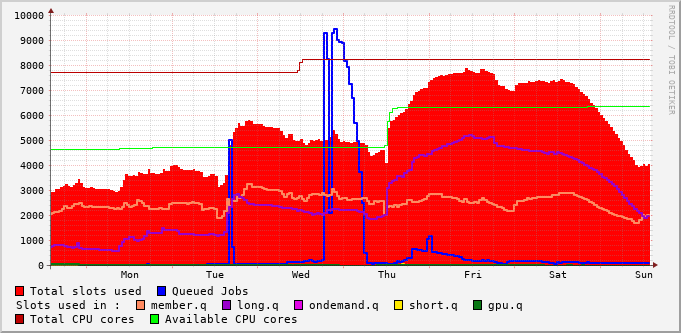 10000
9000
8000
7000
6000
5000
4000
3000
2000
1000
0
Mon Tue Wed Thu Fri Sat Sun
RRDTOOL / TOBI OETIKER
Total slots used Queued Jobs
Slots used in : member.q long.q ondemand.q short.q gpu.q
Total CPU cores Available CPU cores